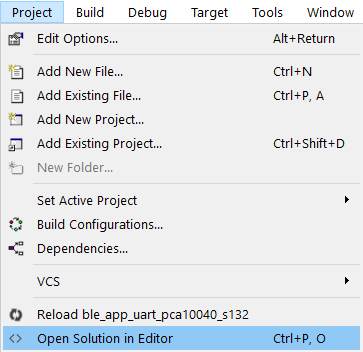 Project Build Debug Target Tools Window
Edit Options... Alt+Return
Add New File... Ctrl+N
Add Existing File... Ctrl+P, A
Add New Project...
Add Existing Project... Ctrl+Shift+D
New Folder...
Set Active Project
Build Configurations...
Dependencies...
VCS
Reload ble_app_uart_pca10040_s132
Open Solution in Editor Ctrl+P, O